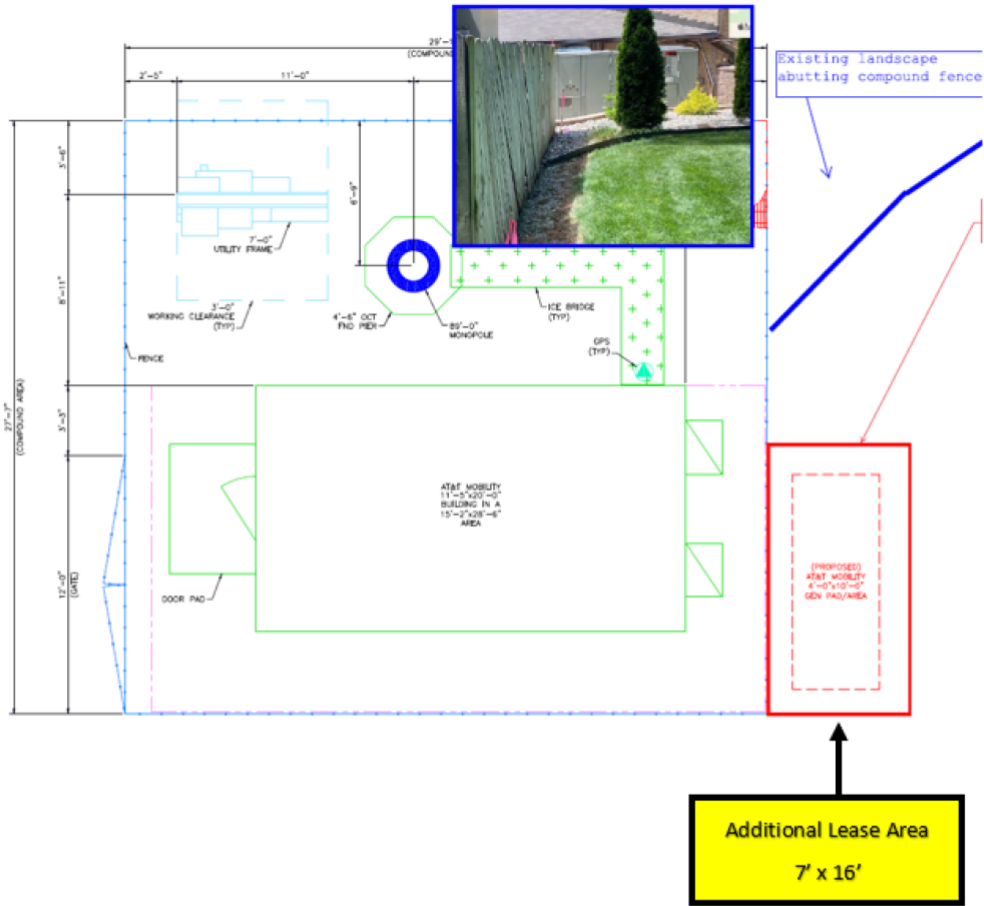 29'-
(COMPOUN
2'-5"
11'-0"
Existing landscape
abutting compound fence
3'-6"
6'-9"
7'-0"
UTILITY FRAME
8'-11"
3'-0"
WORKING CLEARANCE
(TYP)
4'-6" OCT
FND PIER
89'-0"
MONOPOLE
ICE BRIDGE
(TYP)
GPS
(TYP)
FENCE
27'-7"
(COMPOUND AREA)
3'-3"
AT&T MOBILITY
11'-5"x20'-0"
BUILDING IN A
15'-2"x28'-6"
AREA
12'-0"
(GATE)
DOOR PAD
(PROPOSED)
AT&T MOBILITY
4'-0"x10'-0"
GEN PAD/AREA
Additional Lease Area
7' x 16'